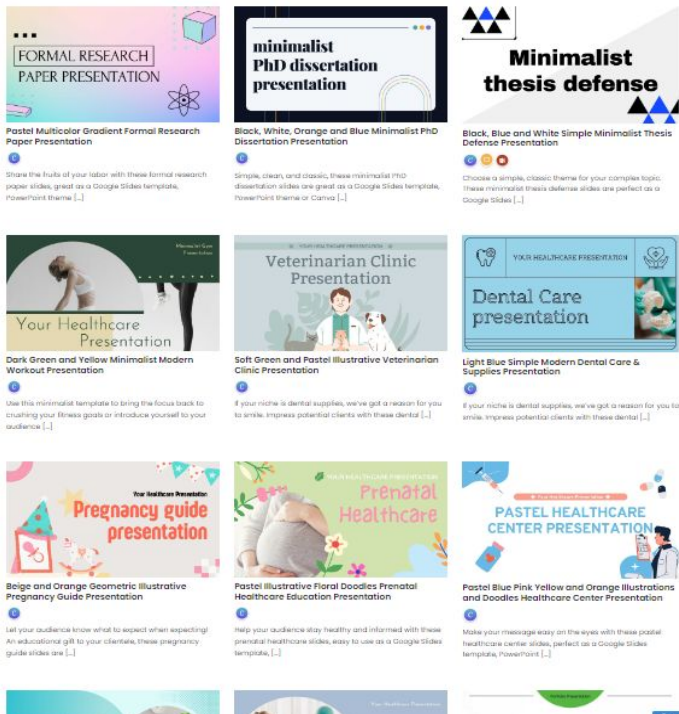 FORMAL RESEARCH
PAPER PRESENTATION
Pastel Multicolor Gradient Formal Research
Paper Presentation
Share the fruits of your labor with these formal research
paper slides, great as a Google Slides template,
PowerPoint theme [...]
minimalist
PhD dissertation
presentation
Black, White, Orange and Blue Minimalist PhD
Dissertation Presentation
Simple, clean, and classic, these minimalist PhD
dissertation slides are great as a Google Slides template,
PowerPoint theme or Canva [...]
Minimalist
thesis defense
Black, Blue and White Simple Minimalist Thesis
Defense Presentation
Choose a simple, classic theme for your complex topic.
These minimalist thesis defense slides are perfect as a
Google Slides [...]
Minimalist Gym
Presentation
Your Healthcare
Presentation
Dark Green and Yellow Minimalist Modern
Workout Presentation
Use this minimalist template to bring the focus back to
crushing your fitness goals or introduce yourself to your
audience [...]
YOUR HEALTHCARE PRESENTATION
Veterinarian Clinic
Presentation
Soft Green and Pastel Illustrative Veterinarian
Clinic Presentation
If your niche is dental supplies, we've got a reason for you
to smile. Impress potential clients with these dental [...]
YOUR HEALTHCARE PRESENTATION
Dental Care
presentation
Light Blue Simple Modern Dental Care &
Supplies Presentation
If your niche is dental supplies, we've got a reason for you to
smile. Impress potential clients with these dental [...]
Your Healthcare Presentation
Pregnancy guide
presentation
Beige and Orange Geometric Illustrative
Pregnancy Guide Presentation
Let your audience know what to expect when expecting!
An educational gift to your clientele, these pregnancy
guide slides are [...]
YOUR HEALTHCARE PRESENTATION
Prenatal
Healthcare
Pastel Illustrative Floral Doodles Prenatal
Healthcare Education Presentation
Help your audience stay healthy and informed with these
prenatal healthcare slides, easy to use as a Google Slides
template, [...]
Your Healthcare Presentation
PASTEL HEALTHCARE
CENTER PRESENTATION
Pastel Blue Pink Yellow and Orange Illustrations
and Doodles Healthcare Center Presentation
Make your message easy on the eyes with these pastel
healthcare center slides, perfect as a Google Slides
template, PowerPoint [...]
Your Healthcare Presentation